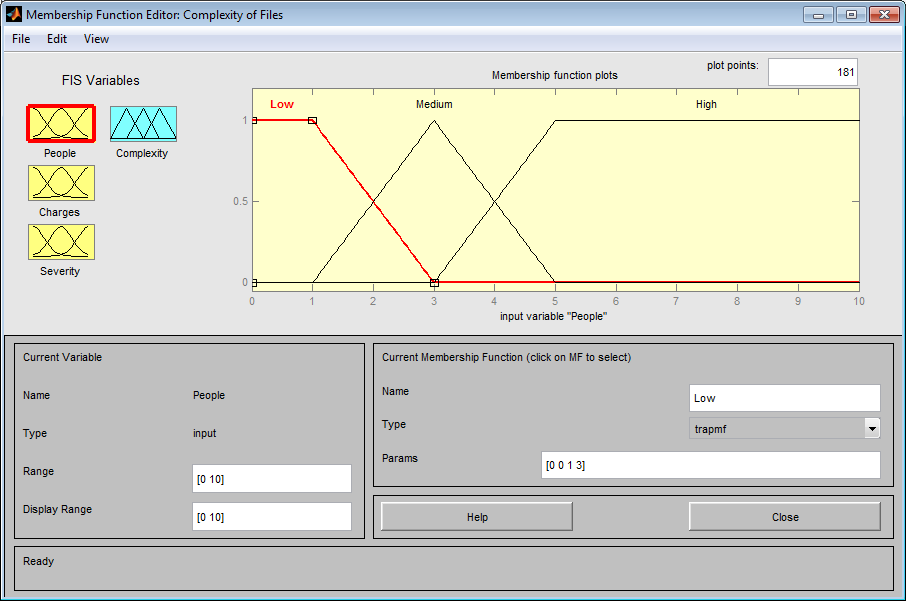 Membership Function Editor: Complexity of Files
File Edit View
FIS Variables
People
Complexity
Charges
Severity
Membership function plots
plot points:
181
Low
Medium
High
1
0.5
0
0 1 2 3 4 5 6 7 8 9 10
input variable "People"
Current Variable
Name People
Type input
Range [0 10]
Display Range [0 10]
Current Membership Function (click on MF to select)
Name Low
Type trapmf
Params [0 0 1 3]
Help Close
Ready